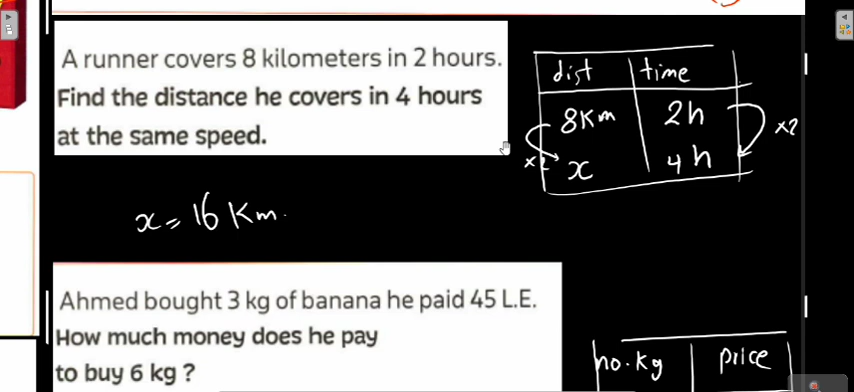 A runner covers 8 kilometers in 2 hours.
Find the distance he covers in 4 hours
at the same speed.
dist time
8Km 2h
x2
x 4h
x = 16 Km.
Ahmed bought 3 kg of banana he paid 45 L.E.
How much money does he pay
to buy 6 kg ?
no.kg price